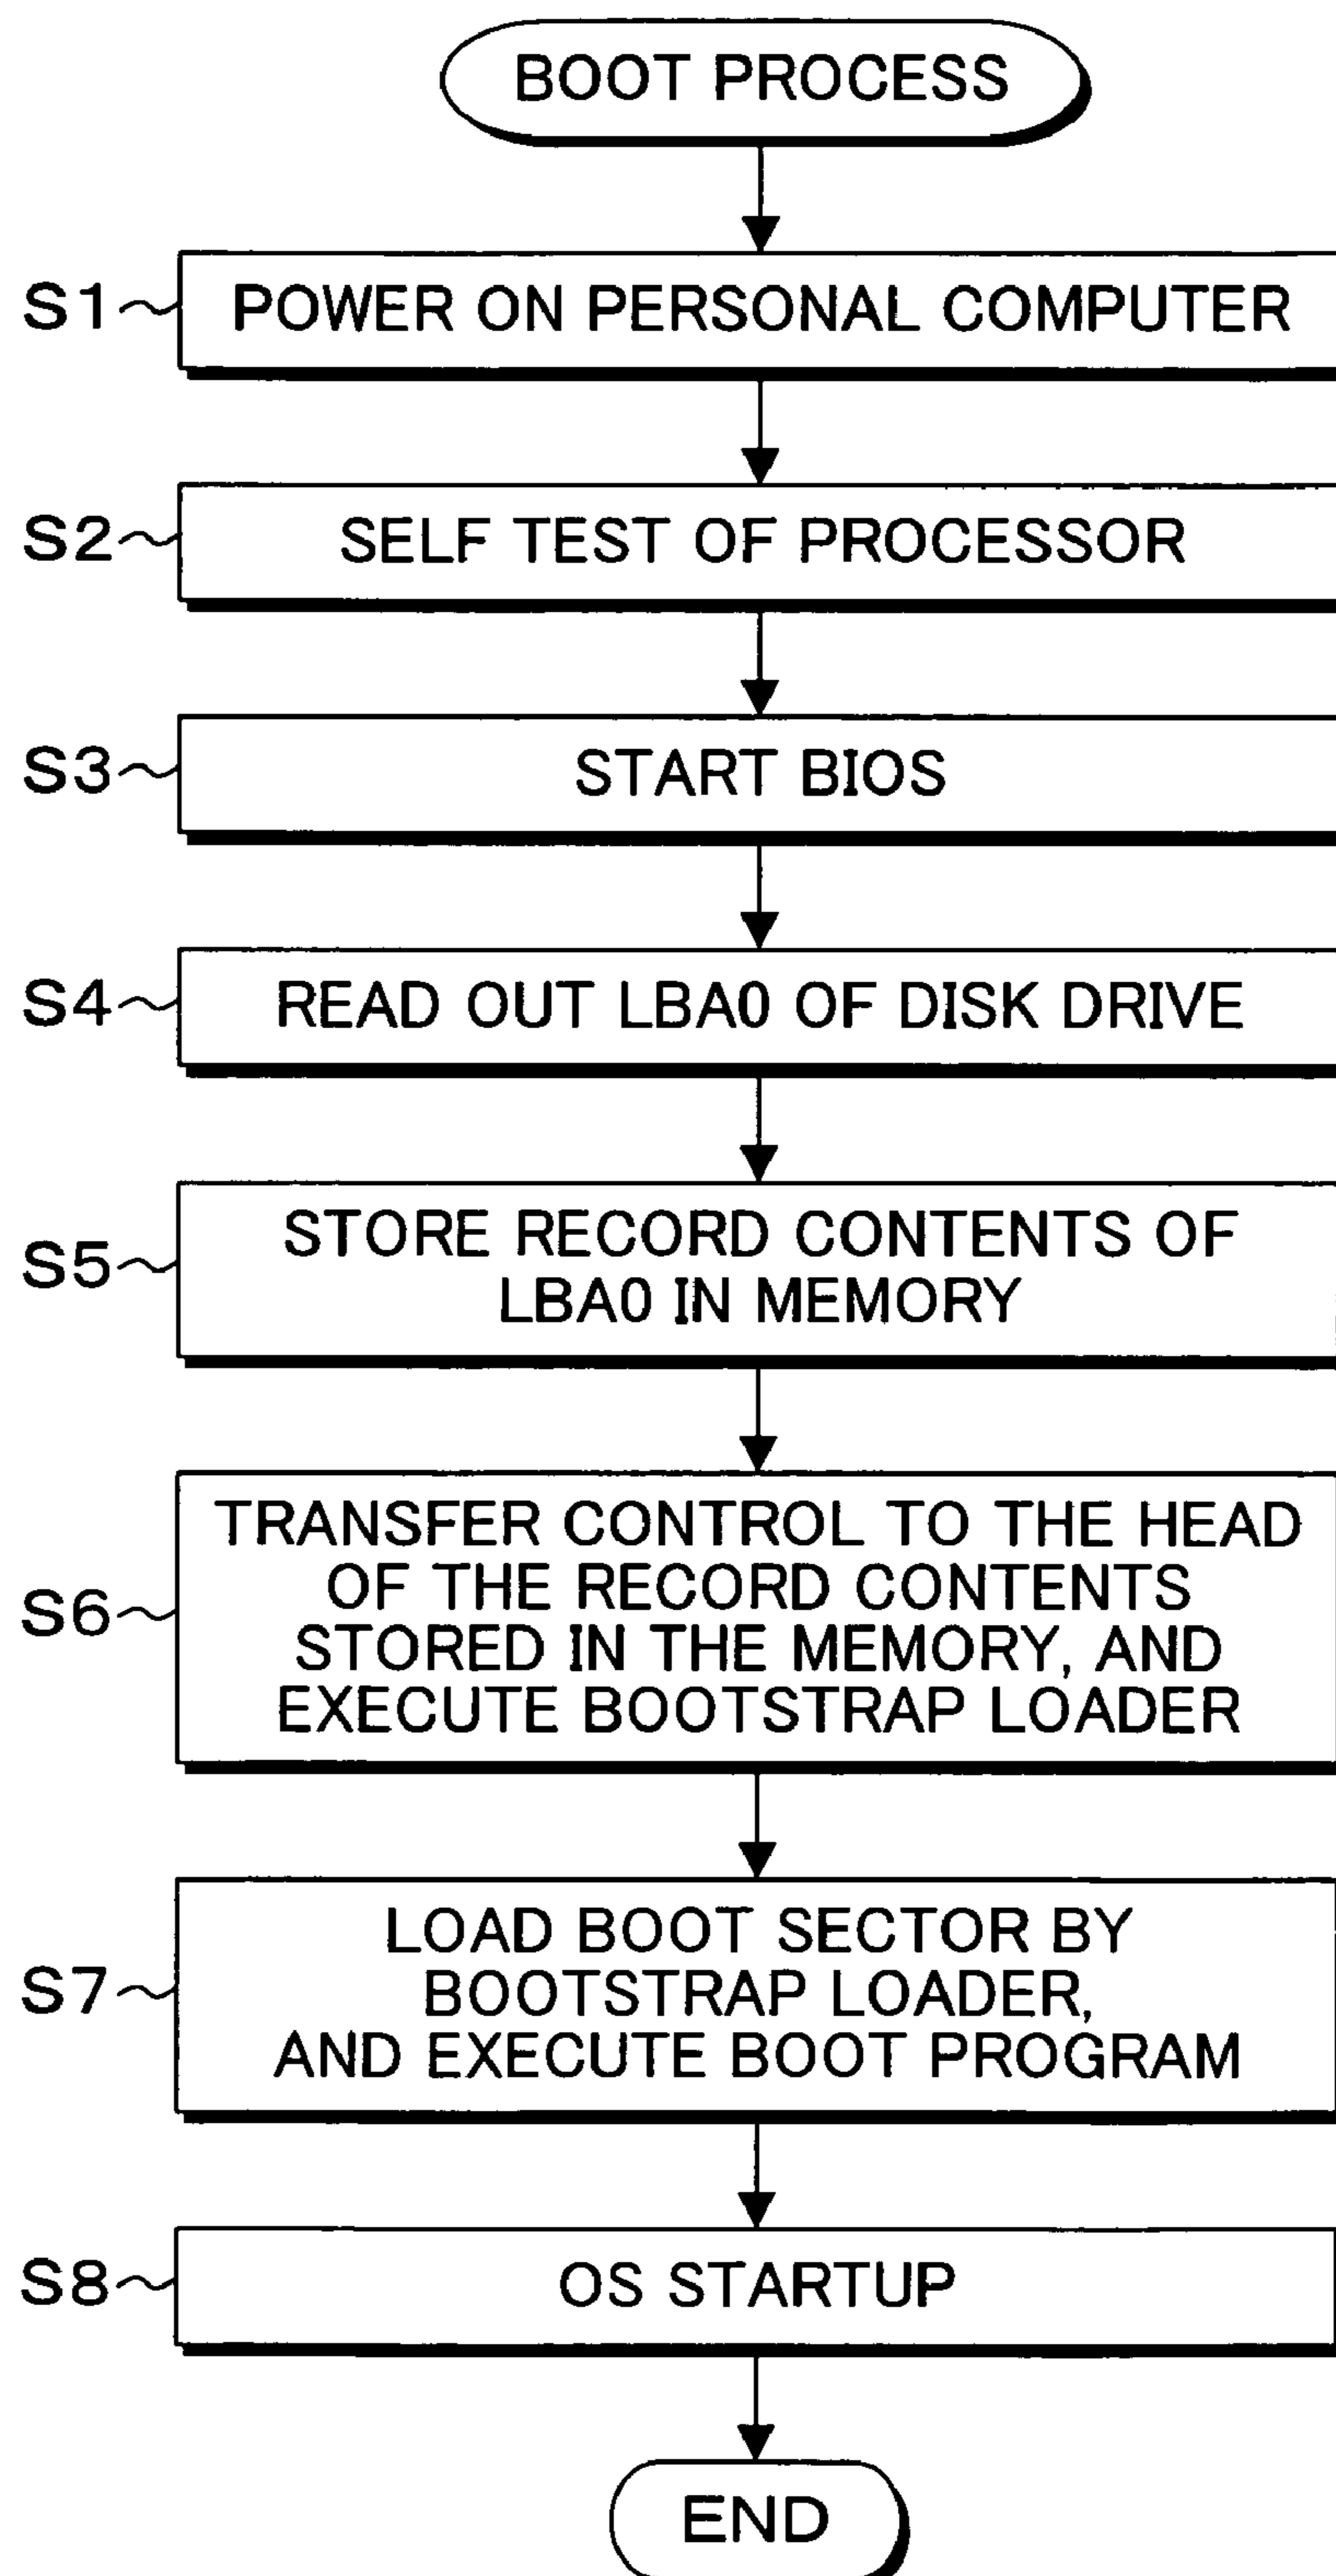 BOOT PROCESS
S1 POWER ON PERSONAL COMPUTER
S2 SELF TEST OF PROCESSOR
S3 START BIOS
S4 READ OUT LBA0 OF DISK DRIVE
S5 STORE RECORD CONTENTS OF
LBA0 IN MEMORY
S6 TRANSFER CONTROL TO THE HEAD
OF THE RECORD CONTENTS
STORED IN THE MEMORY, AND
EXECUTE BOOTSTRAP LOADER
S7 LOAD BOOT SECTOR BY
BOOTSTRAP LOADER,
AND EXECUTE BOOT PROGRAM
S8 OS STARTUP
END